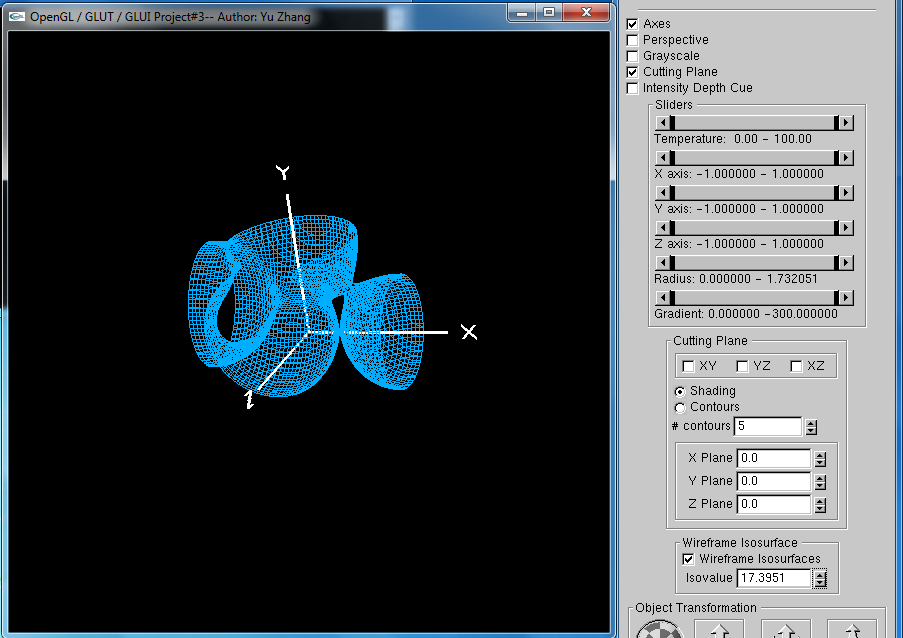 OpenGL / GLUT / GLUI Project#3-- Author: Yu Zhang
Y
X
Z
Axes
Perspective
Grayscale
Cutting Plane
Intensity Depth Cue
Sliders
Temperature: 0.00 - 100.00
X axis: -1.000000 - 1.000000
Y axis: -1.000000 - 1.000000
Z axis: -1.000000 - 1.000000
Radius: 0.000000 - 1.732051
Gradient: 0.000000 -300.000000
Cutting Plane
XY YZ XZ
Shading
Contours
# contours 5
X Plane 0.0
Y Plane 0.0
Z Plane 0.0
Wireframe Isosurface
Wireframe Isosurfaces
Isovalue 17.3951
Object Transformation